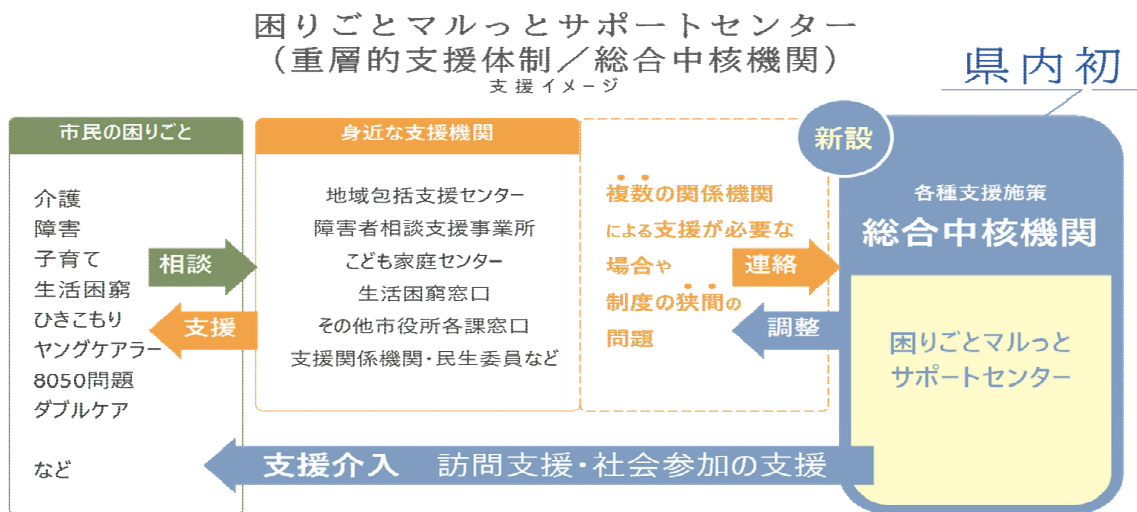 困りごとマルっとサポートセンター
（重層的支援体制／総合中核機関）
支援イメージ
県内初
市民の困りごと
介護
障害
子育て
生活困窮
ひきこもり
ヤングケアラー
8050問題
ダブルケア
など
相談
支援
身近な支援機関
地域包括支援センター
障害者相談支援事業所
こども家庭センター
生活困窮窓口
その他市役所各課窓口
支援関係機関・民生委員など
複数の関係機関
による支援が必要な
場合や
制度の狭間の
問題
連絡
調整
新設
各種支援施策
総合中核機関
困りごとマルっと
サポートセンター
支援介入　訪問支援・社会参加の支援